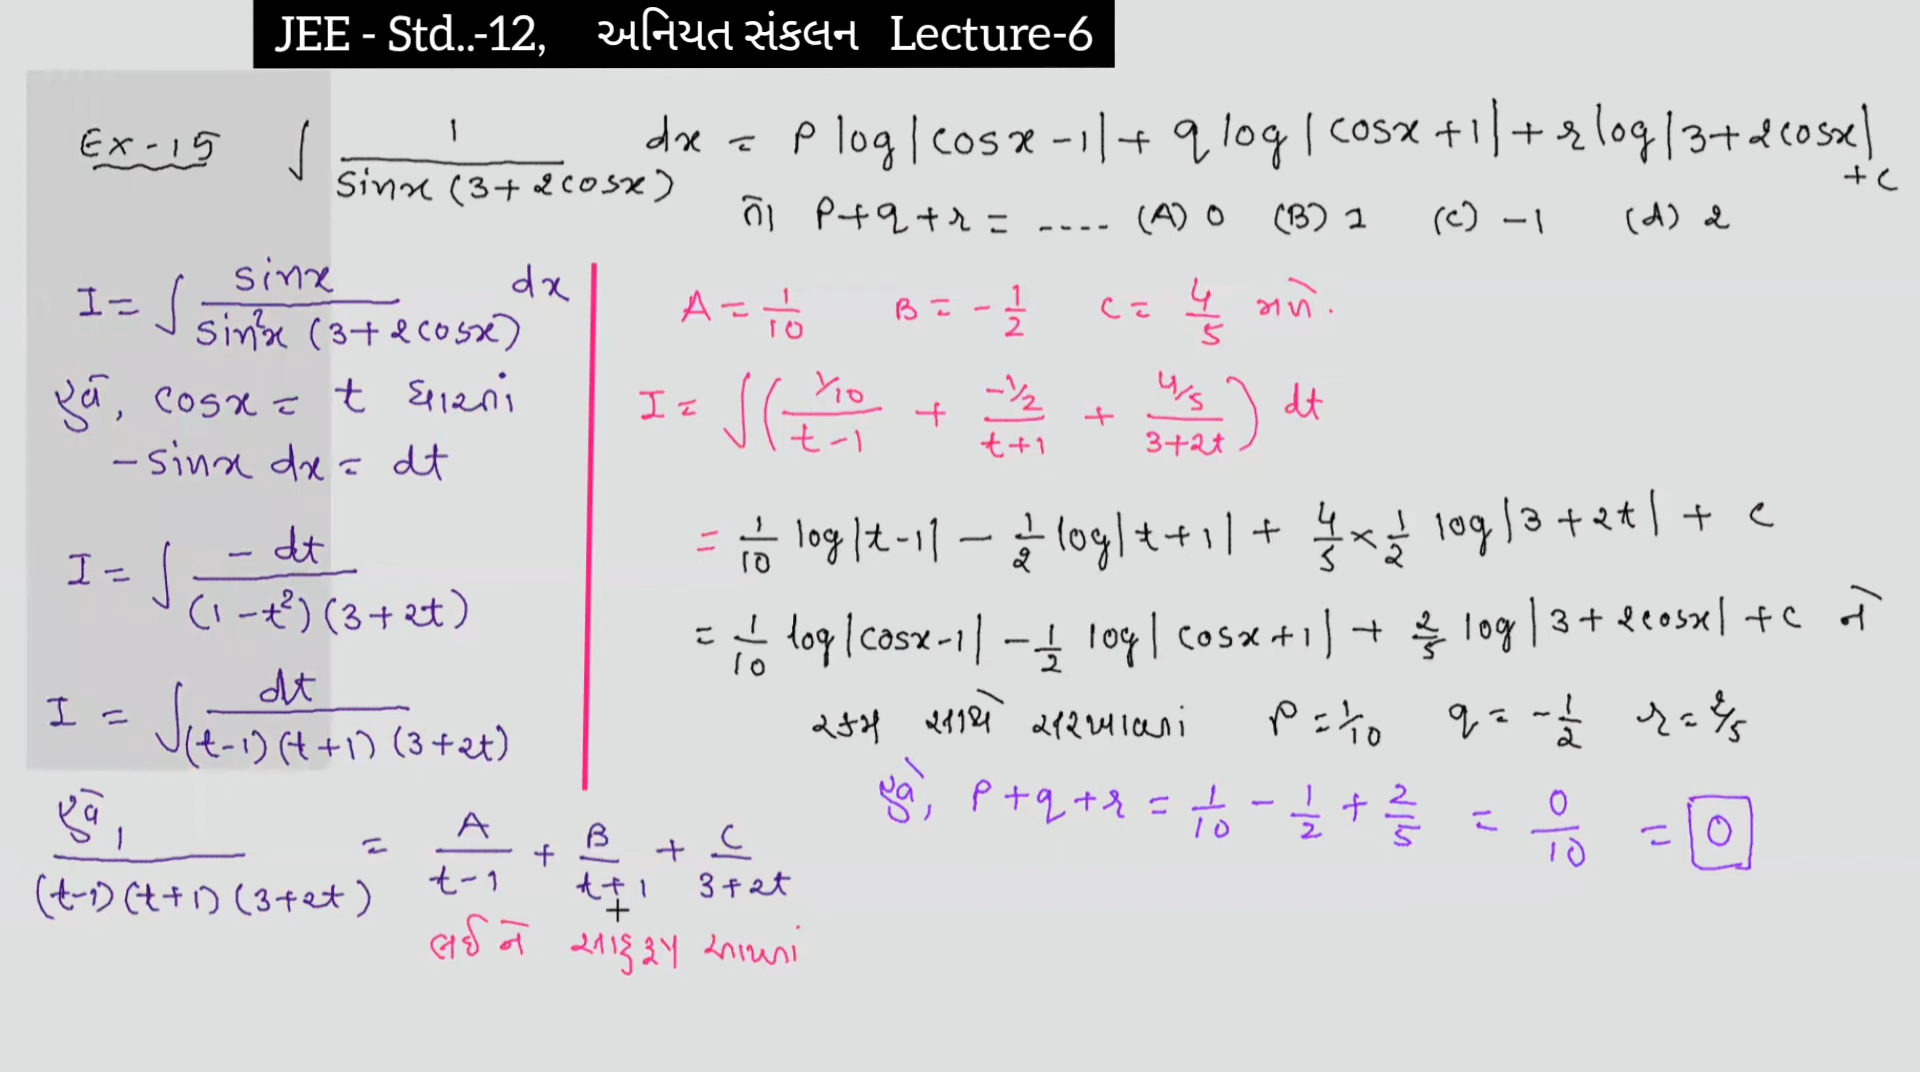 JEE - Std..-12, અનિયત સંકલન Lecture-6
Ex-15 ∫ 1/(sinx (3+2cosx)) dx = P log|cosx-1| + q log|cosx+1| + r log|3+2cosx| + c
તો P+q+r = .... (A) 0 (B) 1 (C) -1 (d) 2
I = ∫ sinx/(sin²x (3+2cosx)) dx
હવે, cosx = t ધારતાં
-sinx dx = dt
I = ∫ -dt/((1-t²)(3+2t))
I = ∫ dt/((t-1)(t+1)(3+2t))
હવે, 1/((t-1)(t+1)(3+2t)) = A/(t-1) + B/(t+1) + C/(3+2t)
લઈ ને સાદુરૂપ આપતાં
A = 1/10 B = -1/2 C = 4/5 મળે.
I = ∫( (1/10)/(t-1) + (-1/2)/(t+1) + (4/5)/(3+2t) ) dt
= 1/10 log|t-1| - 1/2 log|t+1| + 4/5 × 1/2 log|3+2t| + c
= 1/10 log|cosx-1| - 1/2 log|cosx+1| + 2/5 log|3+2cosx| + c ને
રકમ સાથે સરખાવતાં P = 1/10 q = -1/2 r = 2/5
હવે, P+q+r = 1/10 - 1/2 + 2/5 = 0/10 = 0